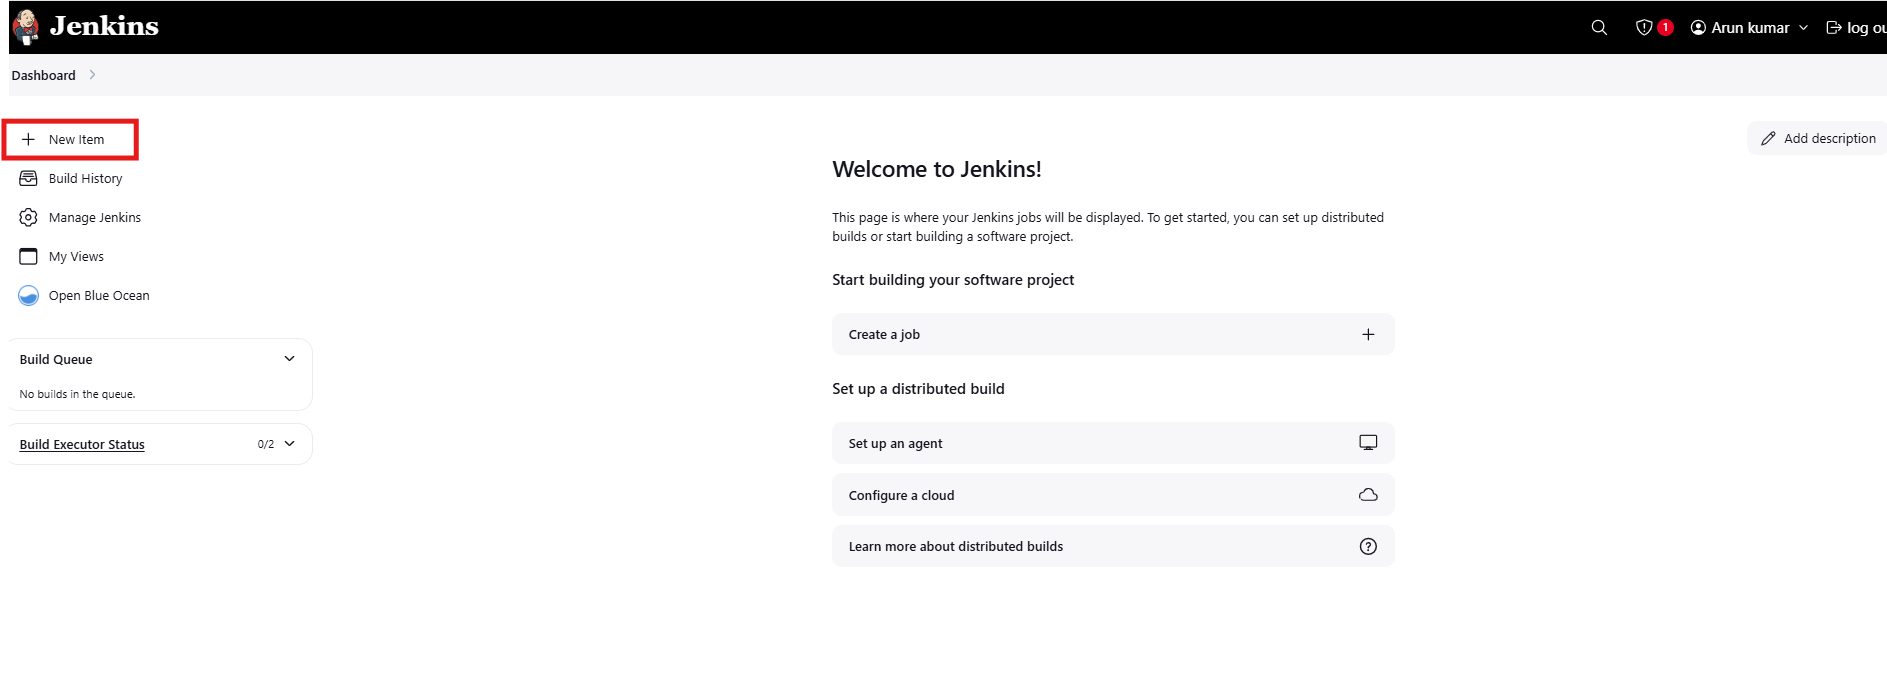 Jenkins
1
Arun kumar
log ou
Dashboard
New Item
Build History
Manage Jenkins
My Views
Open Blue Ocean
Build Queue
No builds in the queue.
Build Executor Status
0/2
Add description
Welcome to Jenkins!
This page is where your Jenkins jobs will be displayed. To get started, you can set up distributed
builds or start building a software project.
Start building your software project
Create a job
Set up a distributed build
Set up an agent
Configure a cloud
Learn more about distributed builds